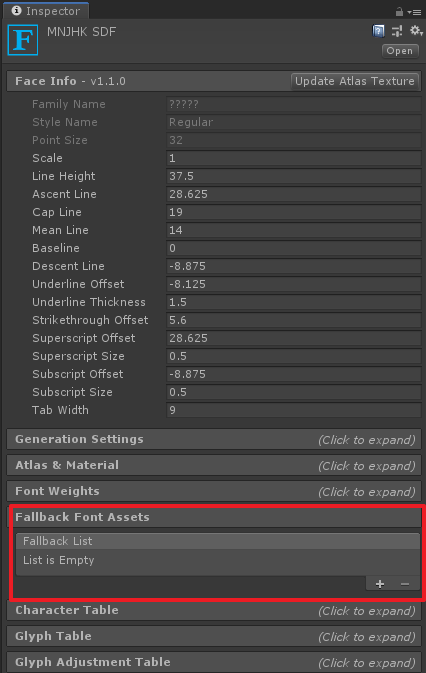 Inspector
MNJHK SDF
Open
Face Info - v1.1.0 Update Atlas Texture
Family Name ?????
Style Name Regular
Point Size 32
Scale 1
Line Height 37.5
Ascent Line 28.625
Cap Line 19
Mean Line 14
Baseline 0
Descent Line -8.875
Underline Offset -8.125
Underline Thickness 1.5
Strikethrough Offset 5.6
Superscript Offset 28.625
Superscript Size 0.5
Subscript Offset -8.875
Subscript Size 0.5
Tab Width 9
Generation Settings (Click to expand)
Atlas & Material (Click to expand)
Font Weights (Click to expand)
Fallback Font Assets
Fallback List
List is Empty
+ −
Character Table (Click to expand)
Glyph Table (Click to expand)
Glyph Adjustment Table (Click to expand)